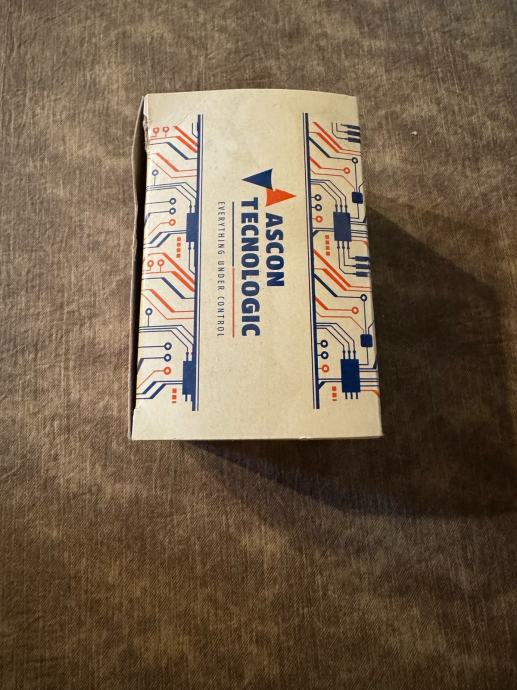 ASCON
TECNOLOGIC
EVERYTHING UNDER CONTROL